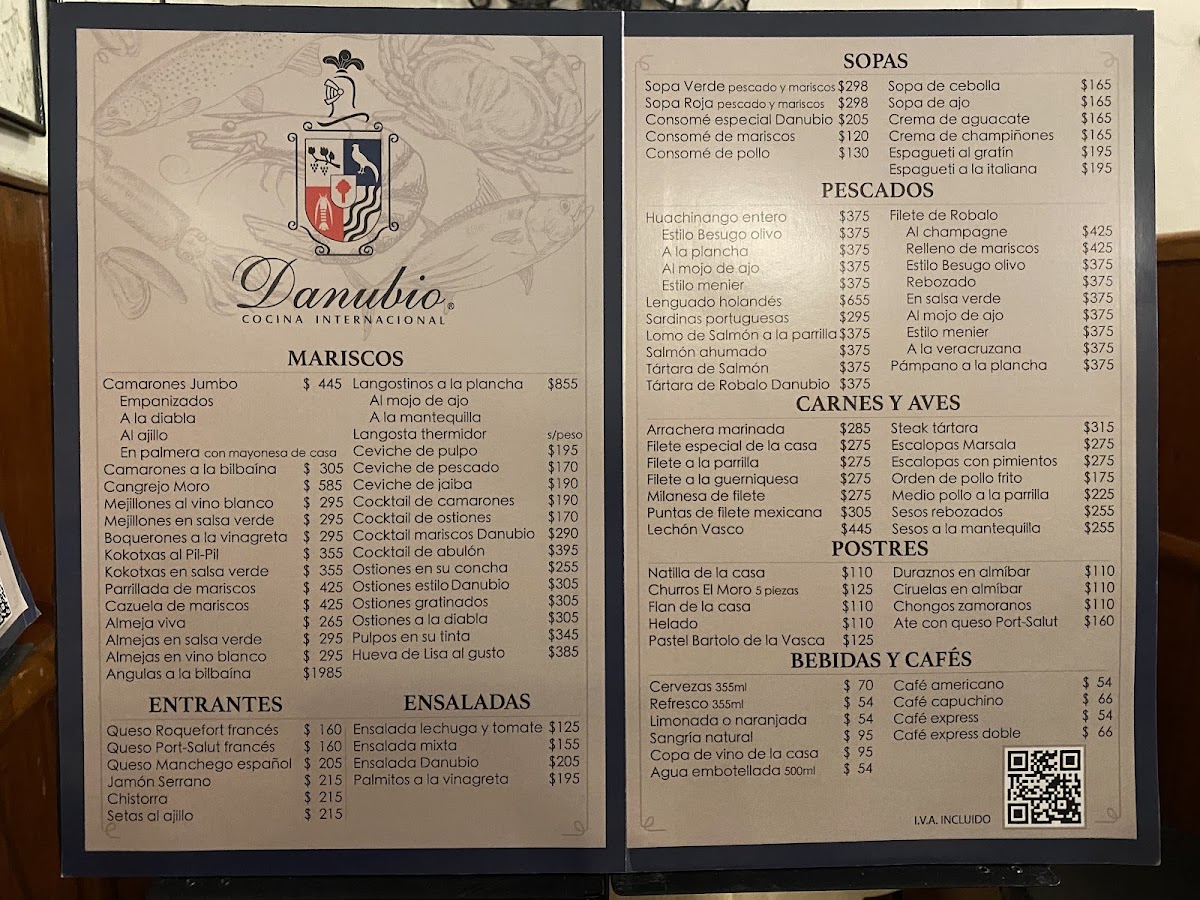 Danubio®
COCINA INTERNACIONAL
MARISCOS
Camarones Jumbo $ 445
Empanizados
A la diabla
Al ajillo
En palmera con mayonesa de casa
Camarones a la bilbaína $ 305
Cangrejo Moro $ 585
Mejillones al vino blanco $ 295
Mejillones en salsa verde $ 295
Boquerones a la vinagreta $ 295
Kokotxas al Pil-Pil $ 355
Kokotxas en salsa verde $ 355
Parrillada de mariscos $ 425
Cazuela de mariscos $ 425
Almeja viva $ 265
Almejas en salsa verde $ 295
Almejas en vino blanco $ 295
Angulas a la bilbaína $1985
Langostinos a la plancha $855
Al mojo de ajo
A la mantequilla
Langosta thermidor s/peso
Ceviche de pulpo $195
Ceviche de pescado $170
Ceviche de jaiba $190
Cocktail de camarones $190
Cocktail de ostiones $170
Cocktail mariscos Danubio $290
Cocktail de abulón $395
Ostiones en su concha $255
Ostiones estilo Danubio $305
Ostiones gratinados $305
Ostiones a la diabla $305
Pulpos en su tinta $345
Hueva de Lisa al gusto $385
ENTRANTES
Queso Roquefort francés $ 160
Queso Port-Salut francés $ 160
Queso Manchego español $ 205
Jamón Serrano $ 215
Chistorra $ 215
Setas al ajillo $ 215
ENSALADAS
Ensalada lechuga y tomate $125
Ensalada mixta $155
Ensalada Danubio $205
Palmitos a la vinagreta $195
SOPAS
Sopa Verde pescado y mariscos $298
Sopa Roja pescado y mariscos $298
Consomé especial Danubio $205
Consomé de mariscos $120
Consomé de pollo $130
Sopa de cebolla $165
Sopa de ajo $165
Crema de aguacate $165
Crema de champiñones $165
Espagueti al gratín $195
Espagueti a la italiana $195
PESCADOS
Huachinango entero $375
Estilo Besugo olivo $375
A la plancha $375
Al mojo de ajo $375
Estilo menier $375
Lenguado holandés $655
Sardinas portuguesas $295
Lomo de Salmón a la parrilla $375
Salmón ahumado $375
Tártara de Salmón $375
Tártara de Robalo Danubio $375
Filete de Robalo
Al champagne $425
Relleno de mariscos $425
Estilo Besugo olivo $375
Rebozado $375
En salsa verde $375
Al mojo de ajo $375
Estilo menier $375
A la veracruzana $375
Pámpano a la plancha $375
CARNES Y AVES
Arrachera marinada $285
Filete especial de la casa $275
Filete a la parrilla $275
Filete a la guerniquesa $275
Milanesa de filete $275
Puntas de filete mexicana $305
Lechón Vasco $445
Steak tártara $315
Escalopas Marsala $275
Escalopas con pimientos $275
Orden de pollo frito $175
Medio pollo a la parrilla $225
Sesos rebozados $255
Sesos a la mantequilla $255
POSTRES
Natilla de la casa $110
Churros El Moro 5 piezas $125
Flan de la casa $110
Helado $110
Pastel Bartolo de la Vasca $125
Duraznos en almíbar $110
Ciruelas en almíbar $110
Chongos zamoranos $110
Ate con queso Port-Salut $160
BEBIDAS Y CAFÉS
Cervezas 355ml $ 70
Refresco 355ml $ 54
Limonada o naranjada $ 54
Sangría natural $ 95
Copa de vino de la casa $ 95
Agua embotellada 500ml $ 54
Café americano $ 54
Café capuchino $ 66
Café express $ 54
Café express doble $ 66
I.V.A. INCLUIDO